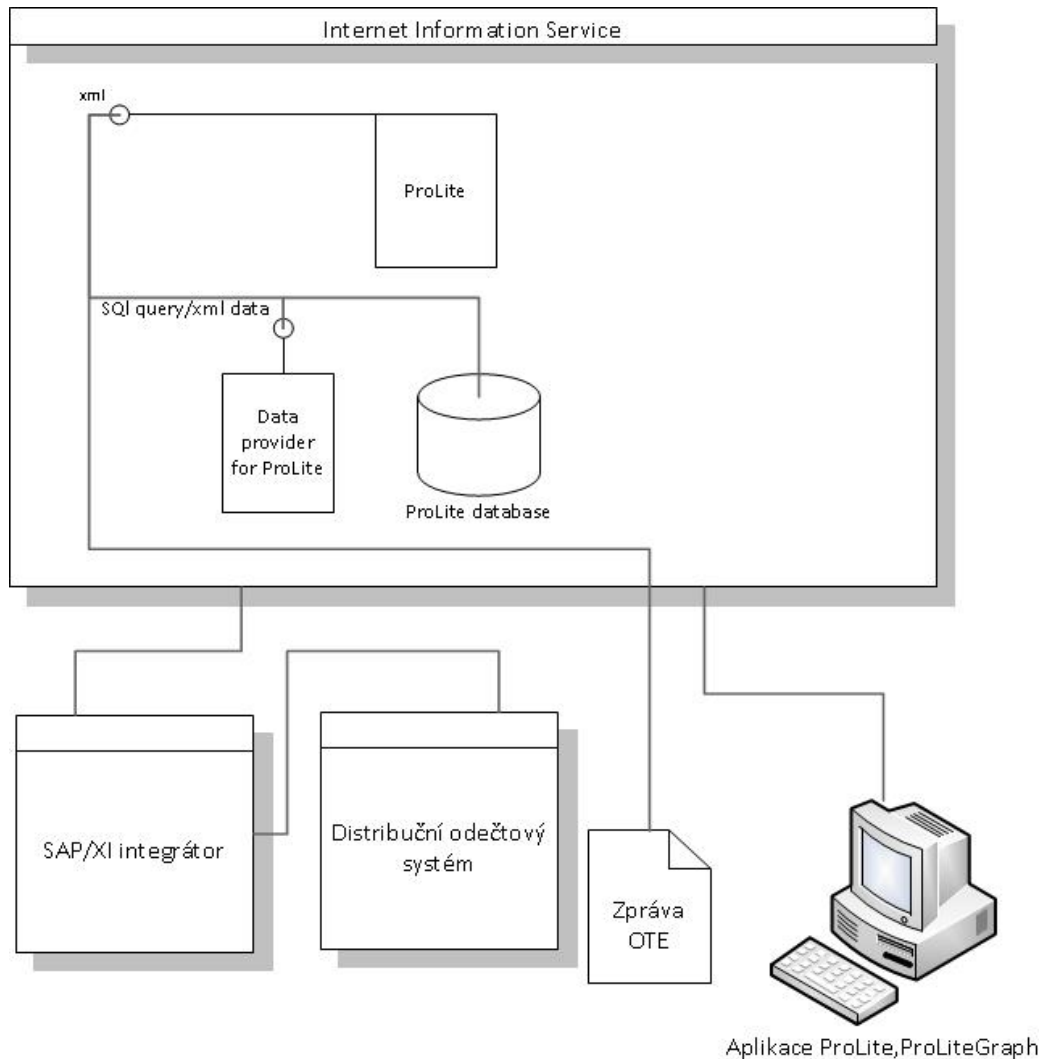 Internet Information Service
xml
ProLite
SQl query/xml data
Data
provider
for ProLite
ProLite database
SAP/XI integrátor
Distribuční odečtový
systém
Zpráva
OTE
Aplikace ProLite,ProLiteGraph